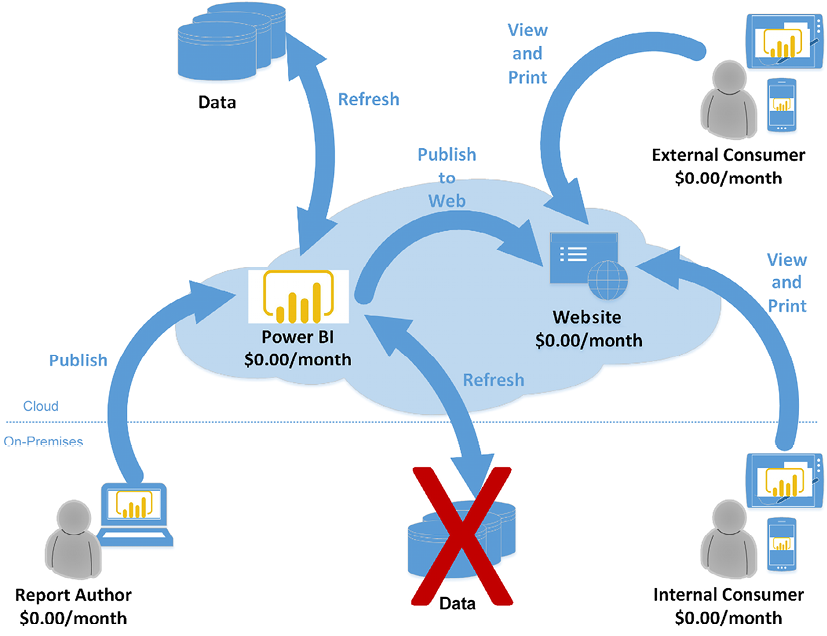 View
and
Print
Data
Refresh
External Consumer
$0.00/month
Publish
to
Web
View
and
Print
Website
$0.00/month
Power BI
$0.00/month
Publish
Refresh
Cloud
On-Premises
Report Author
$0.00/month
Data
Internal Consumer
$0.00/month